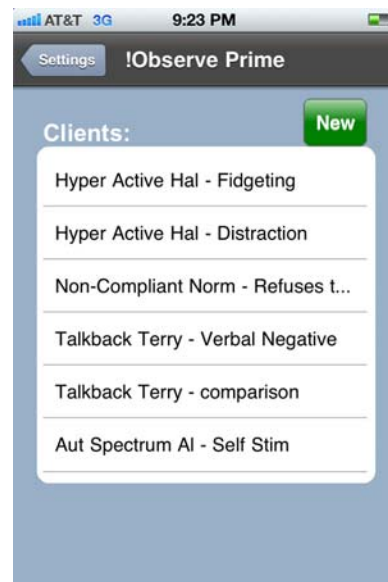 AT&T 3G 9:23 PM
Settings !Observe Prime
Clients: New
Hyper Active Hal - Fidgeting
Hyper Active Hal - Distraction
Non-Compliant Norm - Refuses t...
Talkback Terry - Verbal Negative
Talkback Terry - comparison
Aut Spectrum Al - Self Stim